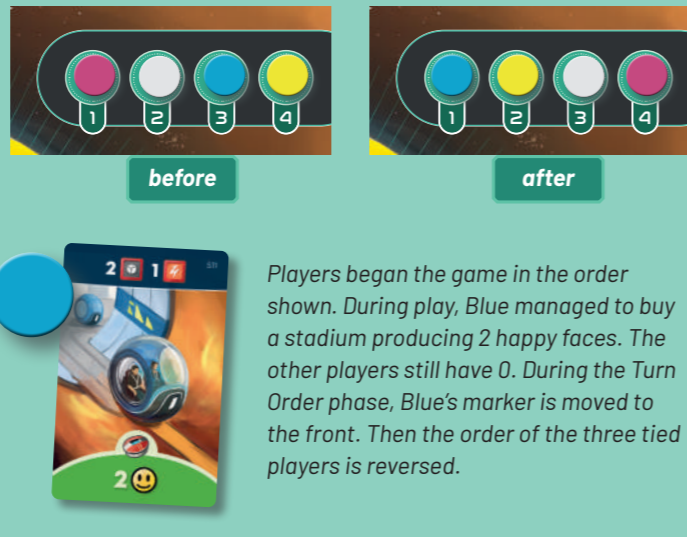 1 2 3 4
1 2 3 4
before
after
2 1
Players began the game in the order
shown. During play, Blue managed to buy
a stadium producing 2 happy faces. The
other players still have 0. During the Turn
Order phase, Blue's marker is moved to
the front. Then the order of the three tied
players is reversed.
2